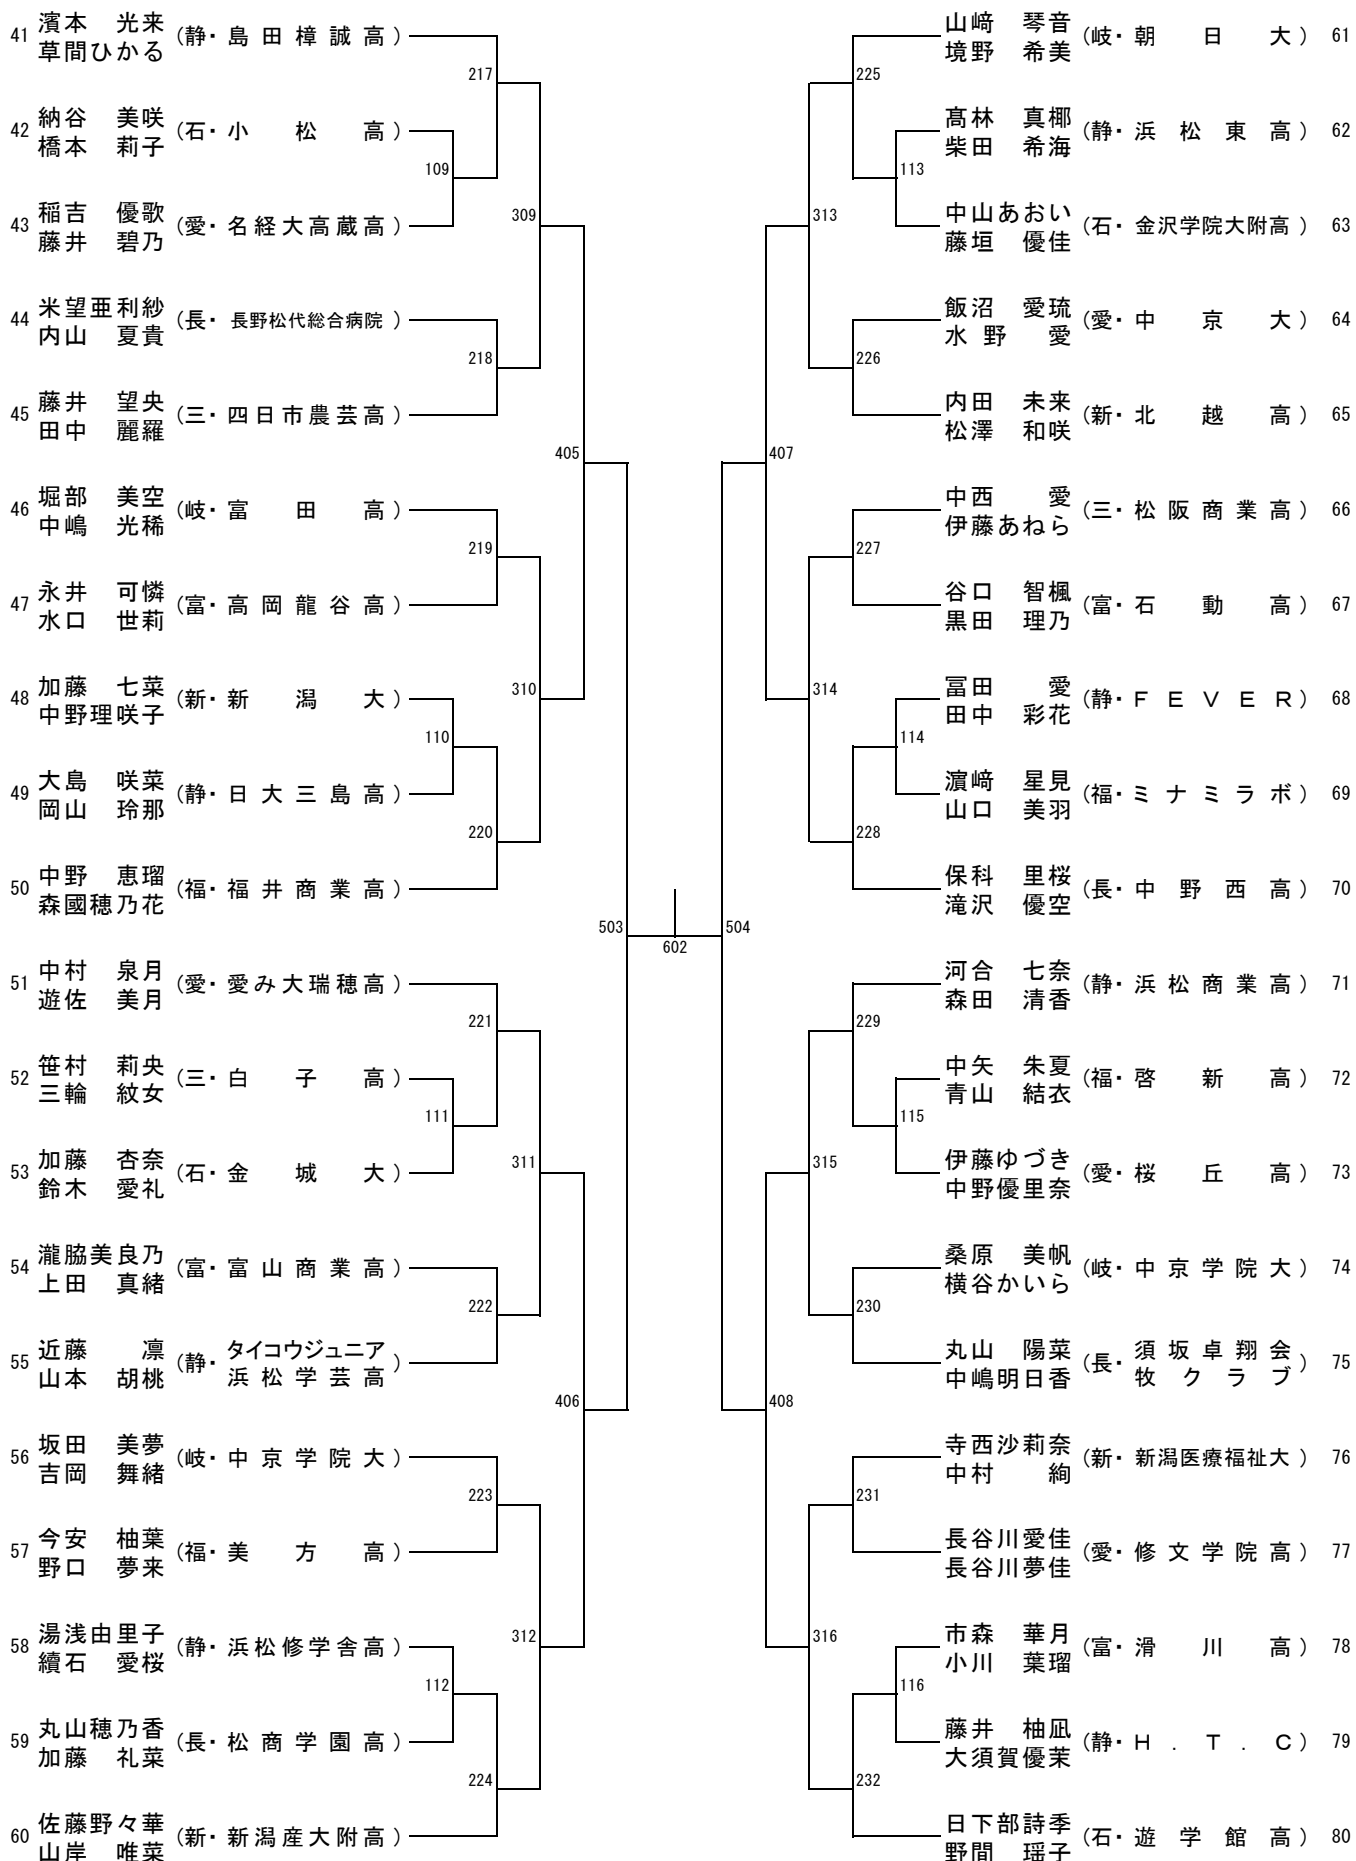 41 濱本 光来 (静・島田樟誠高)
草間ひかる
217
42 納谷 美咲 (石・小松高)
橋本 莉子
109
43 稲吉 優歌 (愛・名経大高蔵高)
藤井 碧乃
309
44 米望亜利紗 (長・長野松代総合病院)
内山 夏貴
218
45 藤井 望央 (三・四日市農芸高)
田中 麗羅
405
46 堀部 美空 (岐・富田高)
中嶋 光稀
219
47 永井 可憐 (富・高岡龍谷高)
水口 世莉
48 加藤 七菜 (新・新潟大)
中野理咲子
310
110
49 大島 咲菜 (静・日大三島高)
岡山 玲那
220
50 中野 恵瑠 (福・福井商業高)
森國穂乃花
503
602
51 中村 泉月 (愛・愛み大瑞穂高)
遊佐 美月
221
52 笹村 莉央 (三・白子高)
三輪 紋女
111
53 加藤 杏奈 (石・金城大)
鈴木 愛礼
311
54 瀧脇美良乃 (富・富山商業高)
上田 真緒
222
55 近藤 凛 (静・タイコウジュニア
山本 胡桃 浜松学芸高)
406
56 坂田 美夢 (岐・中京学院大)
吉岡 舞緒
223
57 今安 柚葉 (福・美方高)
野口 夢来
58 湯浅由里子 (静・浜松修学舎高)
續石 愛桜
312
112
59 丸山穂乃香 (長・松商学園高)
加藤 礼菜
224
60 佐藤野々華 (新・新潟産大附高)
山岸 唯菜
山﨑 琴音 (岐・朝日大) 61
境野 希美
225
髙林 真椰 (静・浜松東高) 62
柴田 希海
113
中山あおい (石・金沢学院大附高) 63
藤垣 優佳
313
飯沼 愛琉 (愛・中京大) 64
水野 愛
226
内田 未来 (新・北越高) 65
松澤 和咲
407
中西 愛 (三・松阪商業高) 66
伊藤あねら
227
谷口 智楓 (富・石動高) 67
黒田 理乃
冨田 愛 (静・FEVER) 68
田中 彩花
314
114
濵﨑 星見 (福・ミナミラボ) 69
山口 美羽
228
保科 里桜 (長・中野西高) 70
滝沢 優空
504
河合 七奈 (静・浜松商業高) 71
森田 清香
229
中矢 朱夏 (福・啓新高) 72
青山 結衣
115
伊藤ゆづき (愛・桜丘高) 73
中野優里奈
315
桑原 美帆 (岐・中京学院大) 74
横谷かいら
230
丸山 陽菜 (長・須坂卓翔会 75
中嶋明日香 牧クラブ)
408
寺西沙莉奈 (新・新潟医療福祉大) 76
中村 絢
231
長谷川愛佳 (愛・修文学院高) 77
長谷川夢佳
市森 華月 (富・滑川高) 78
小川 葉瑠
316
116
藤井 柚凪 (静・H.T.C) 79
大須賀優茉
232
日下部詩季 (石・遊学館高) 80
野間 瑶子